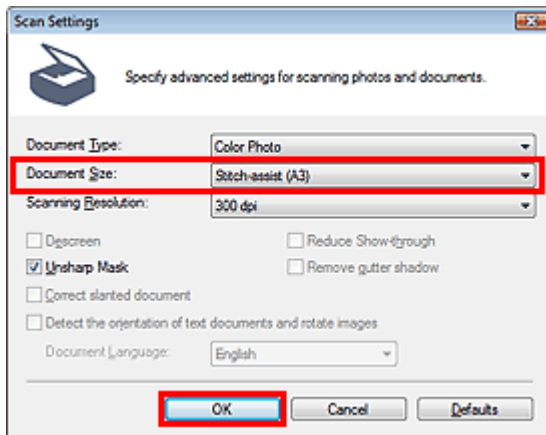 Scan Settings
Specify advanced settings for scanning photos and documents.
Document Type: Color Photo
Document Size: Stitch-assist (A3)
Scanning Resolution: 300 dpi
Descreen Reduce Show-through
Unsharp Mask Remove gutter shadow
Correct slanted document
Detect the orientation of text documents and rotate images
Document Language: English
OK Cancel Defaults